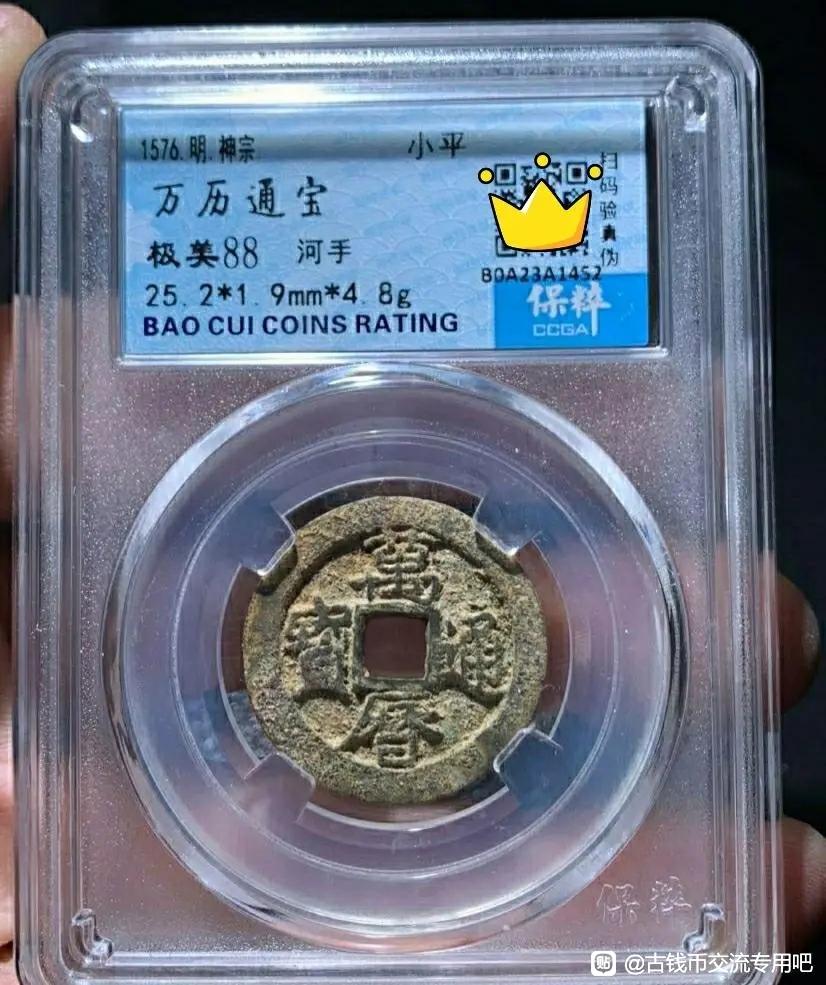 1576.明.神宗 小平
万历通宝
极美88 河手
25.2*1.9mm*4.8g
BAO CUI COINS RATING
扫码验真伪
B0A23A1452
保粹
CCGA
萬曆通寶
保粹
贴 @古钱币交流专用吧